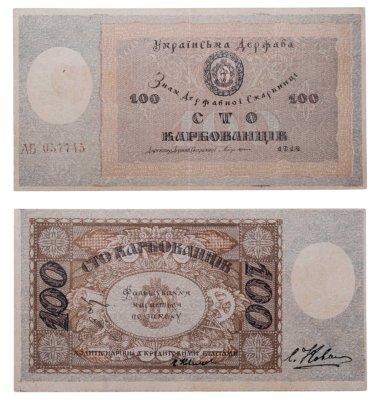 Українська Держава
Знак Державної Скарбниці
100 100
СТО
КАРБОВАНЦІВ
1918
АБ 057745
СТО КАРБОВАНЦІВ
100 100
Фальшування
карається
по закону